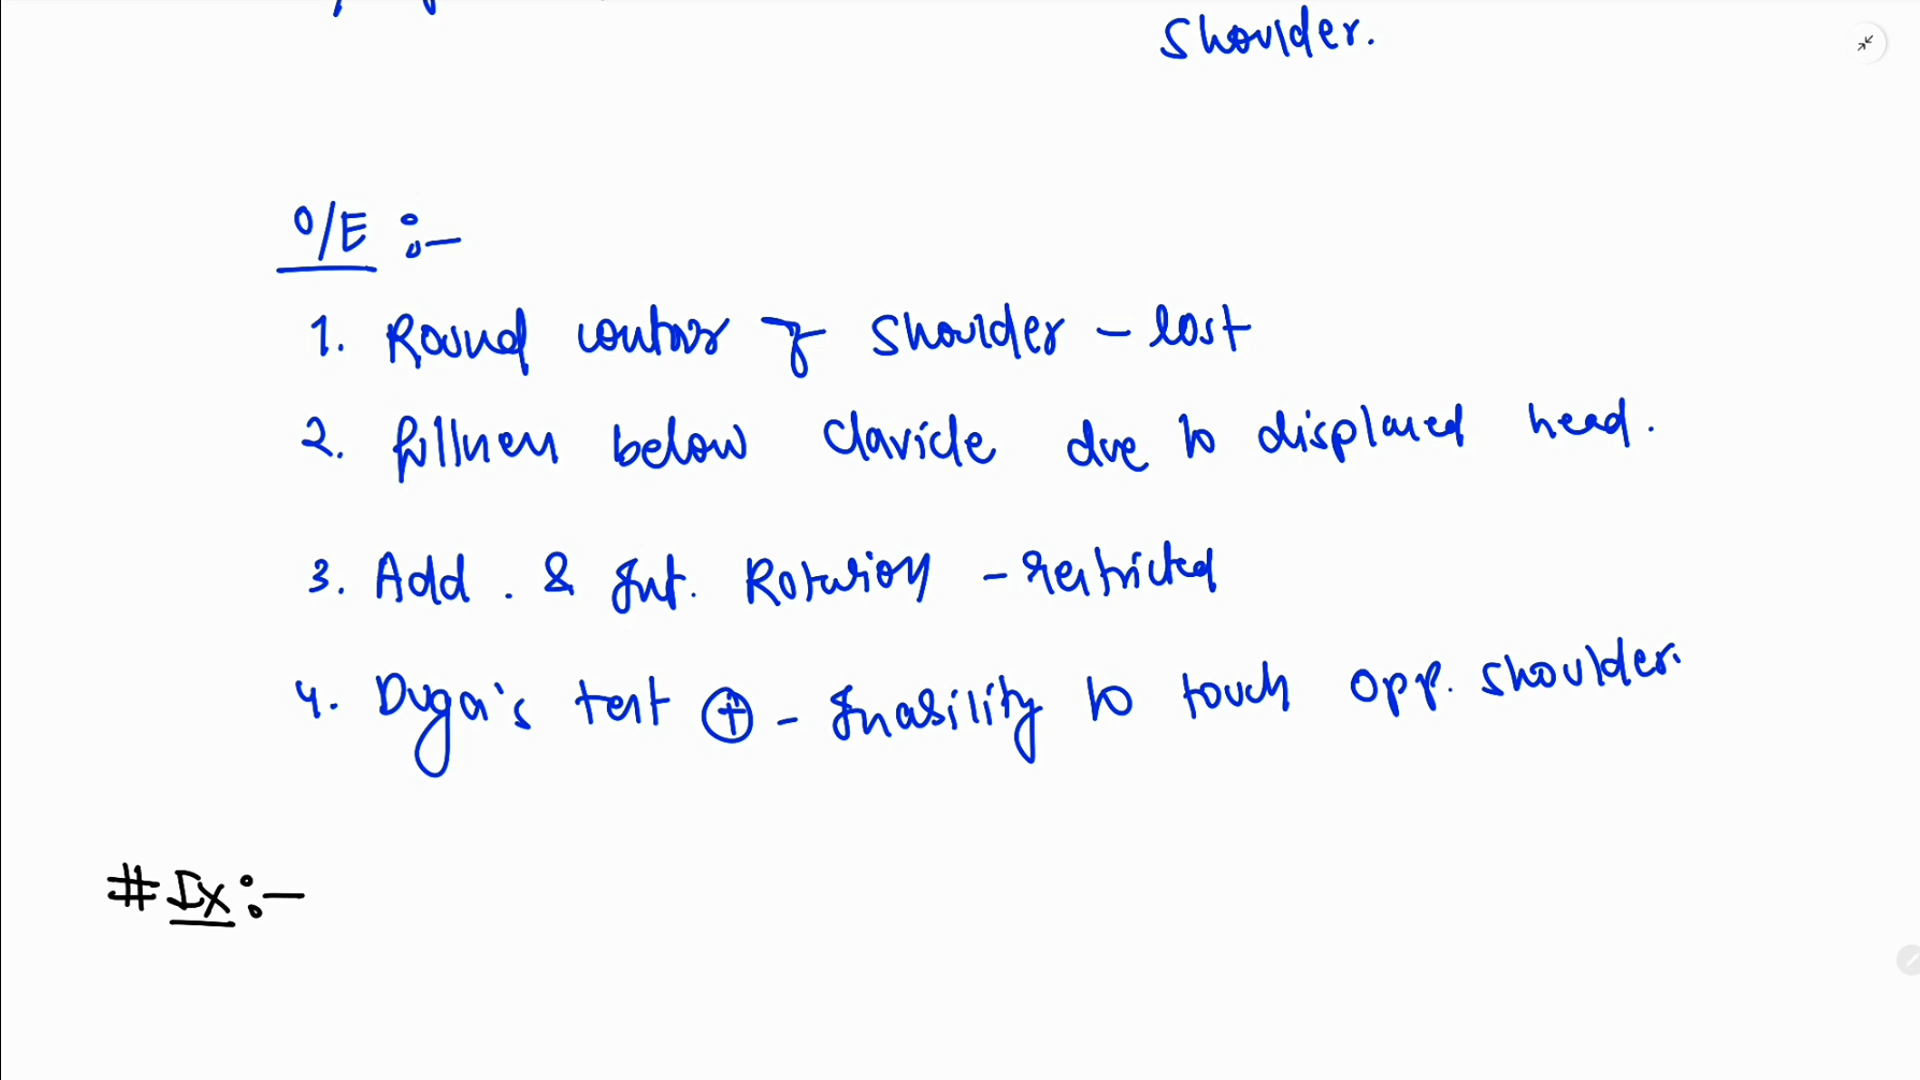 Shoulder.
O/E :-
1. Round contour of Shoulder - lost
2. fullness below Clavicle due to displaced head.
3. Add. & Int. Rotation - restricted
4. Duga's test ⊕ - Inability to touch opp. shoulder.
# Ix :-